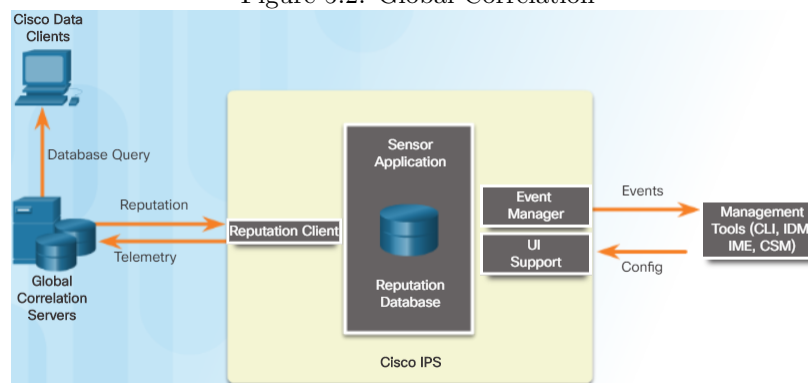 Figure 5.2: Global Correlation
Cisco Data
Clients
Database Query
Reputation
Telemetry
Global
Correlation
Servers
Reputation Client
Sensor
Application
Reputation
Database
Event
Manager
UI
Support
Cisco IPS
Events
Config
Management
Tools (CLI, IDM
IME, CSM)